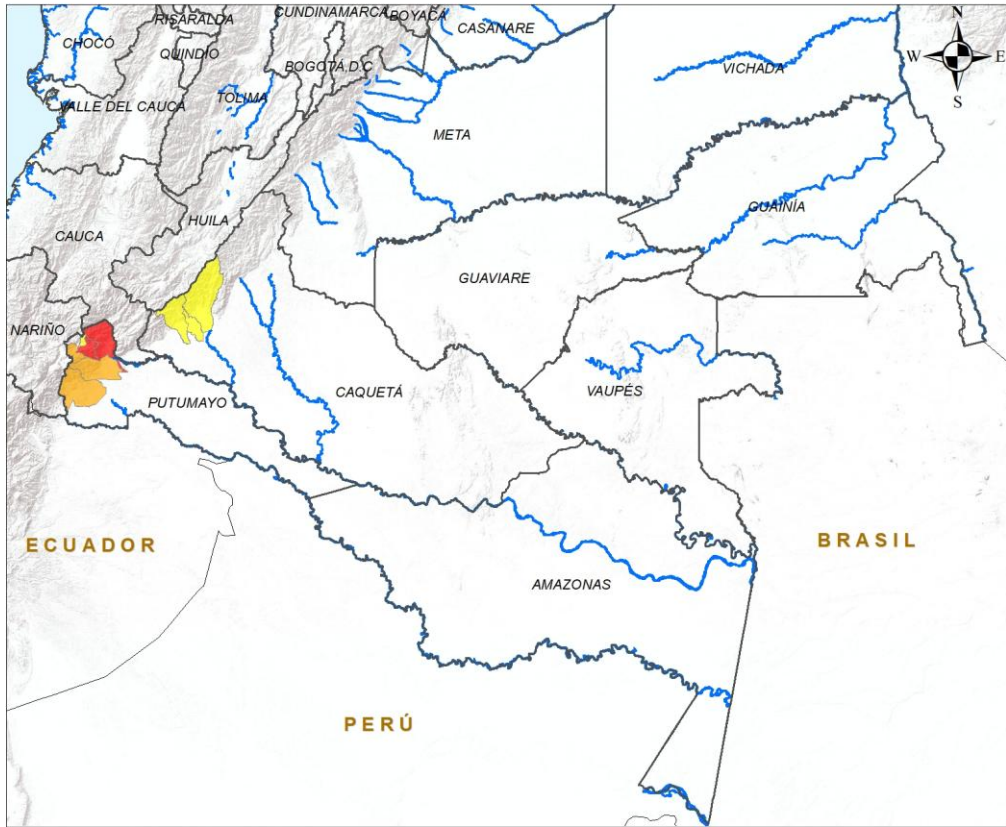 CUNDINAMARCA
BOYACÁ
RISARALDA
CASANARE
N
CHOCÓ
QUINDÍO
BOGOTÁ D.C
W
E
VICHADA
S
VALLE DEL CAUCA
TOLIMA
META
HUILA
GUAINÍA
CAUCA
GUAVIARE
NARIÑO
PUTUMAYO
CAQUETÁ
VAUPÉS
ECUADOR
BRASIL
AMAZONAS
PERÚ